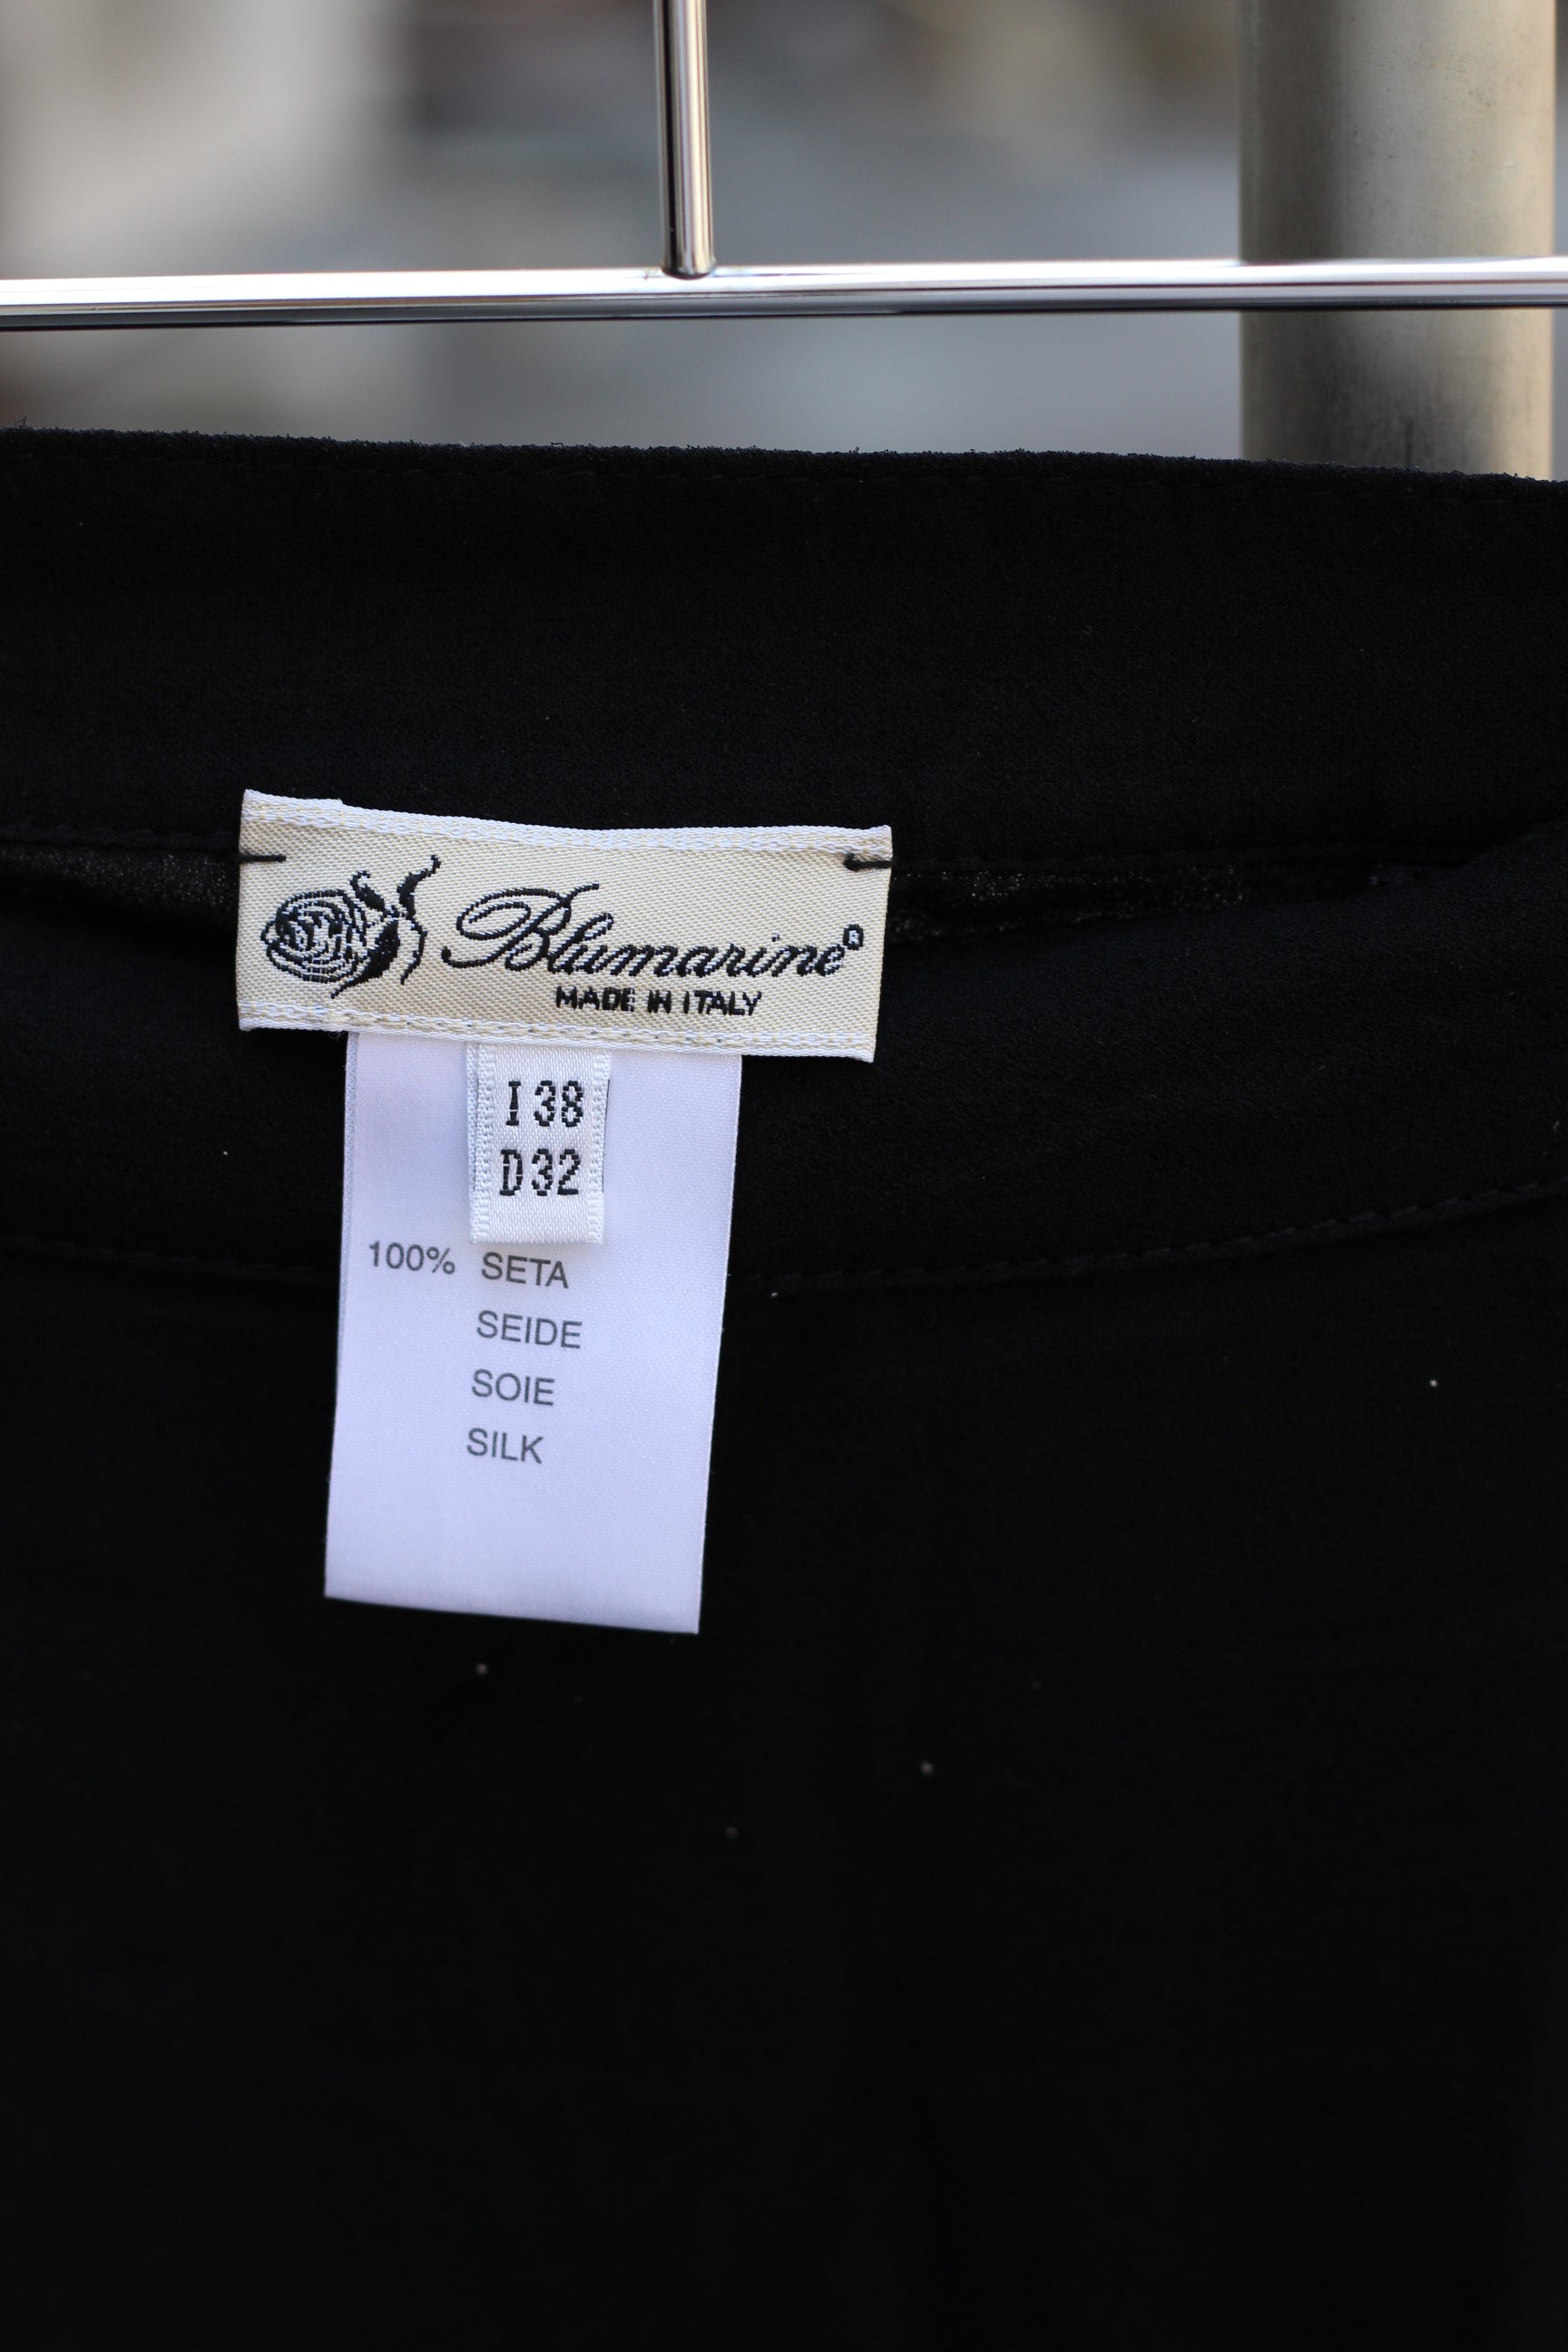 Blumarine®
MADE IN ITALY
I 38
D 32
100% SETA
SEIDE
SOIE
SILK